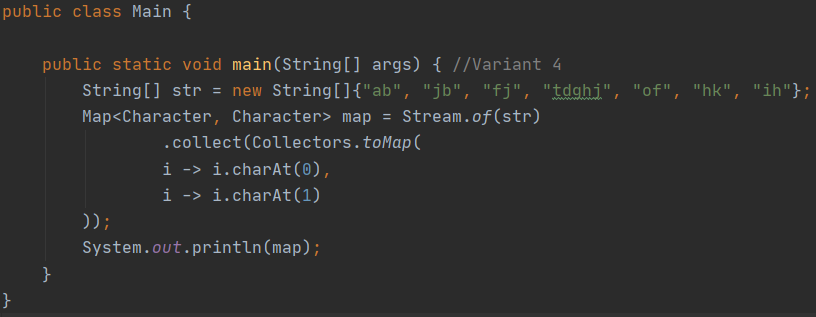 public class Main {
public static void main(String[] args) { //Variant 4
String[] str = new String[]{"ab", "jb", "fj", "tdghj", "of", "hk", "ih"};
Map<Character, Character> map = Stream.of(str)
.collect(Collectors.toMap(
i -> i.charAt(0),
i -> i.charAt(1)
));
System.out.println(map);
}
}